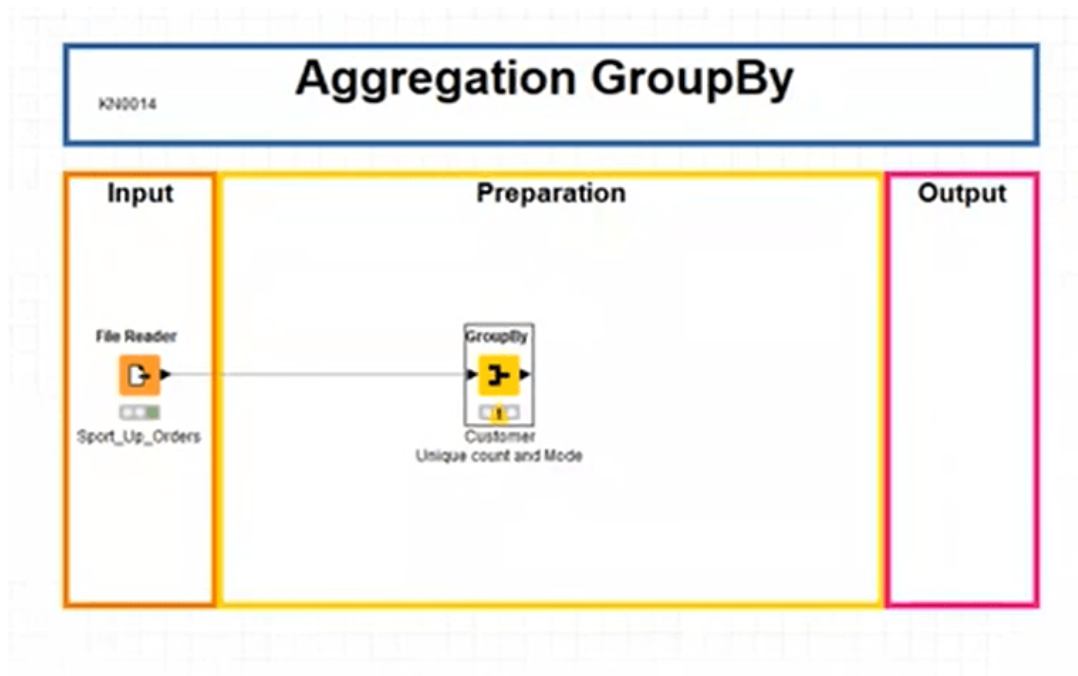 Aggregation GroupBy
KN0014
Input
Preparation
Output
File Reader
Sport_Up_Orders
GroupBy
Customer
Unique count and Mode